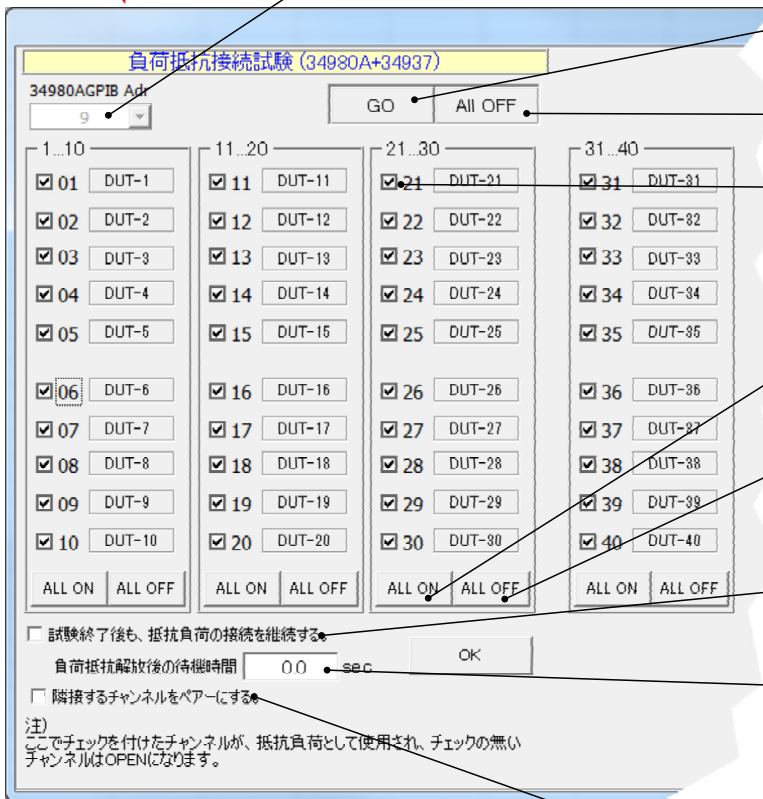 負荷抵抗接続試験 (34980A+34937)
34980AGPIB Adr
9
GO
All OFF
1...10
11...20
21...30
31...40
01 DUT-1
11 DUT-11
21 DUT-21
31 DUT-31
02 DUT-2
12 DUT-12
22 DUT-22
32 DUT-32
03 DUT-3
13 DUT-13
23 DUT-23
33 DUT-33
04 DUT-4
14 DUT-14
24 DUT-24
34 DUT-34
05 DUT-5
15 DUT-15
25 DUT-25
35 DUT-35
06 DUT-6
16 DUT-16
26 DUT-26
36 DUT-36
07 DUT-7
17 DUT-17
27 DUT-27
37 DUT-37
08 DUT-8
18 DUT-18
28 DUT-28
38 DUT-38
09 DUT-9
19 DUT-19
29 DUT-29
39 DUT-39
10 DUT-10
20 DUT-20
30 DUT-30
40 DUT-40
ALL ON ALL OFF
ALL ON ALL OFF
ALL ON ALL OFF
ALL ON ALL OFF
試験終了後も、抵抗負荷の接続を継続する。
負荷抵抗解放後の待機時間 0.0 sec
OK
隣接するチャンネルをペアーにする。
注)
ここでチェックを付けたチャンネルが、抵抗負荷として使用され、チェックの無い
チャンネルはOPENになります。